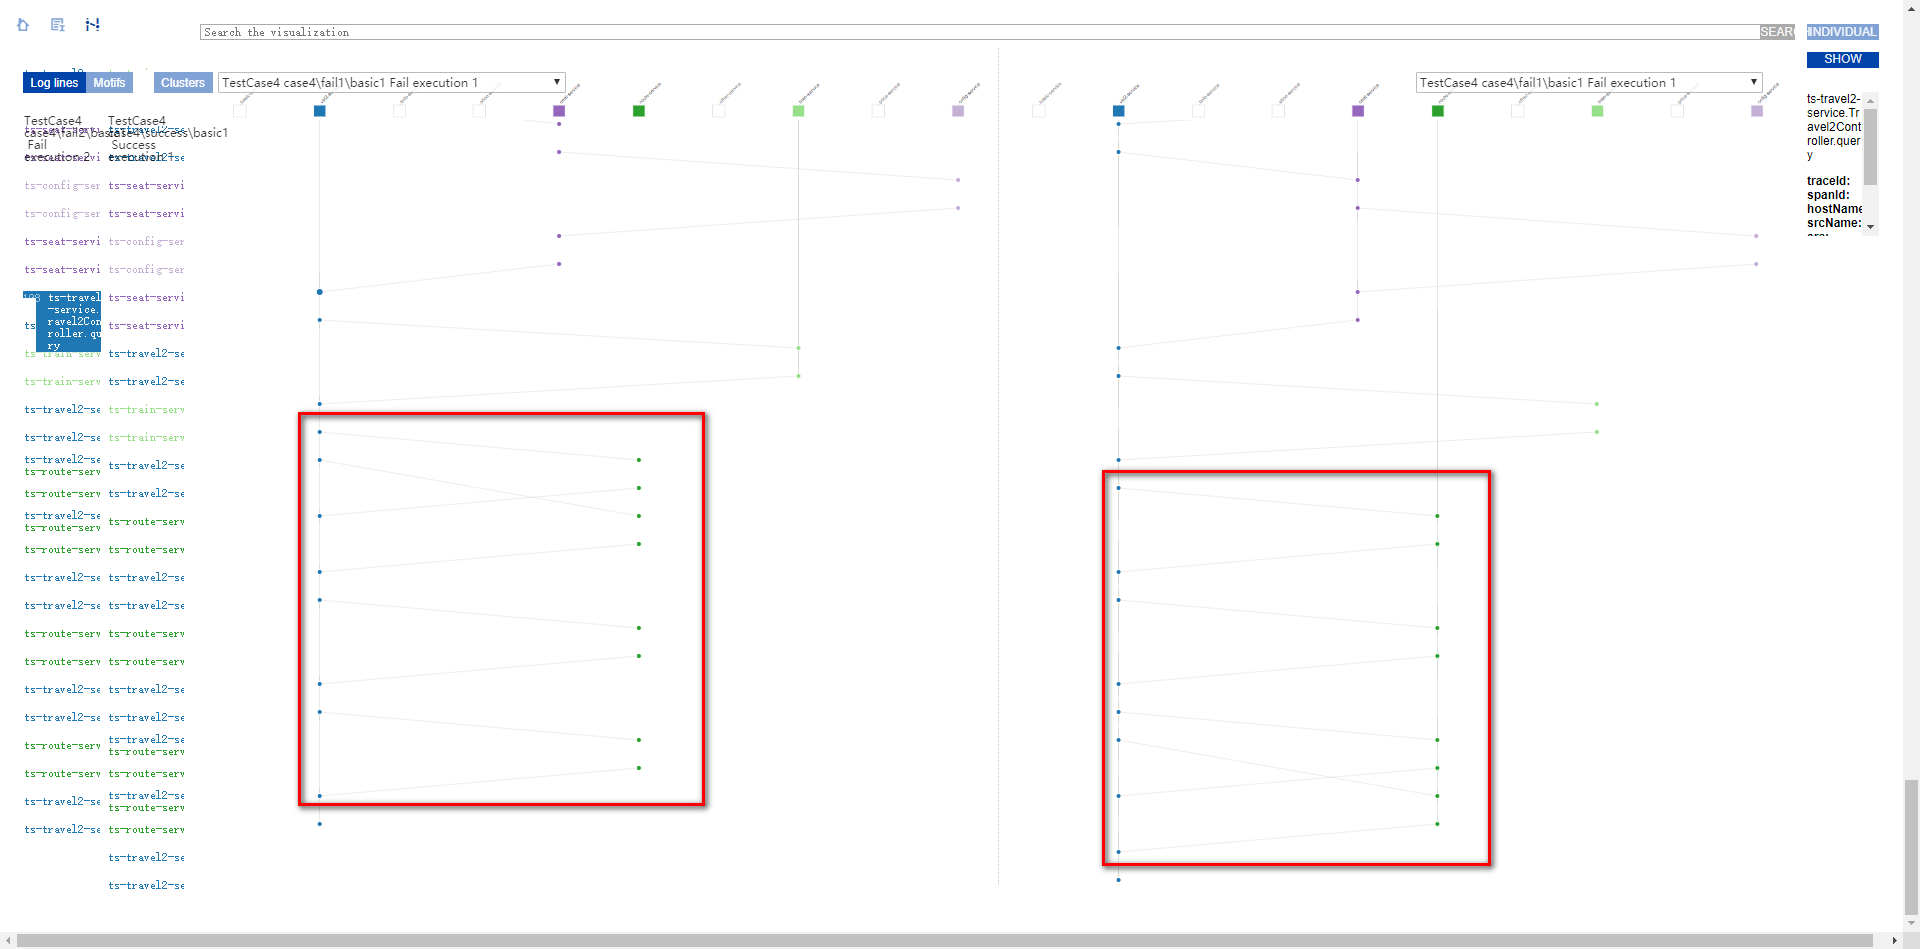 Search the visualization
SEAR
INDIVIDUAL
SHOW
Log lines
Motifs
Clusters
TestCase4 case4\fail1\basic1 Fail execution 1
TestCase4 case4\fail1\basic1 Fail execution 1
TestCase4
Fail
execution 2
TestCase4
case4\success\basic1
Success
execution 1
ts-config-ser
ts-config-ser
ts-seat-servi
ts-seat-servi
ts-travel
-service.
ravel2Con
roller.qu
ry
ts-train-serv
ts-train-serv
ts-travel2-se
ts-travel2-se
ts-travel2-se
ts-route-serv
ts-route-serv
ts-travel2-se
ts-route-serv
ts-route-serv
ts-travel2-se
ts-travel2-se
ts-route-serv
ts-route-serv
ts-travel2-se
ts-travel2-se
ts-route-serv
ts-route-serv
ts-travel2-se
ts-travel2-se
ts-seat-servi
ts-seat-servi
ts-config-ser
ts-config-ser
ts-seat-servi
ts-seat-servi
ts-travel2-se
ts-travel2-se
ts-train-serv
ts-train-serv
ts-travel2-se
ts-travel2-se
ts-route-serv
ts-route-serv
ts-travel2-se
ts-travel2-se
ts-route-serv
ts-route-serv
ts-travel2-se
ts-travel2-se
ts-travel2-se
ts-route-serv
ts-route-serv
ts-travel2-se
ts-route-serv
ts-route-serv
ts-travel2-se
ts-travel2-se
ts-travel2-
service.Tr
avel2Cont
roller.quer
y
traceId:
spanId:
hostName
srcName: